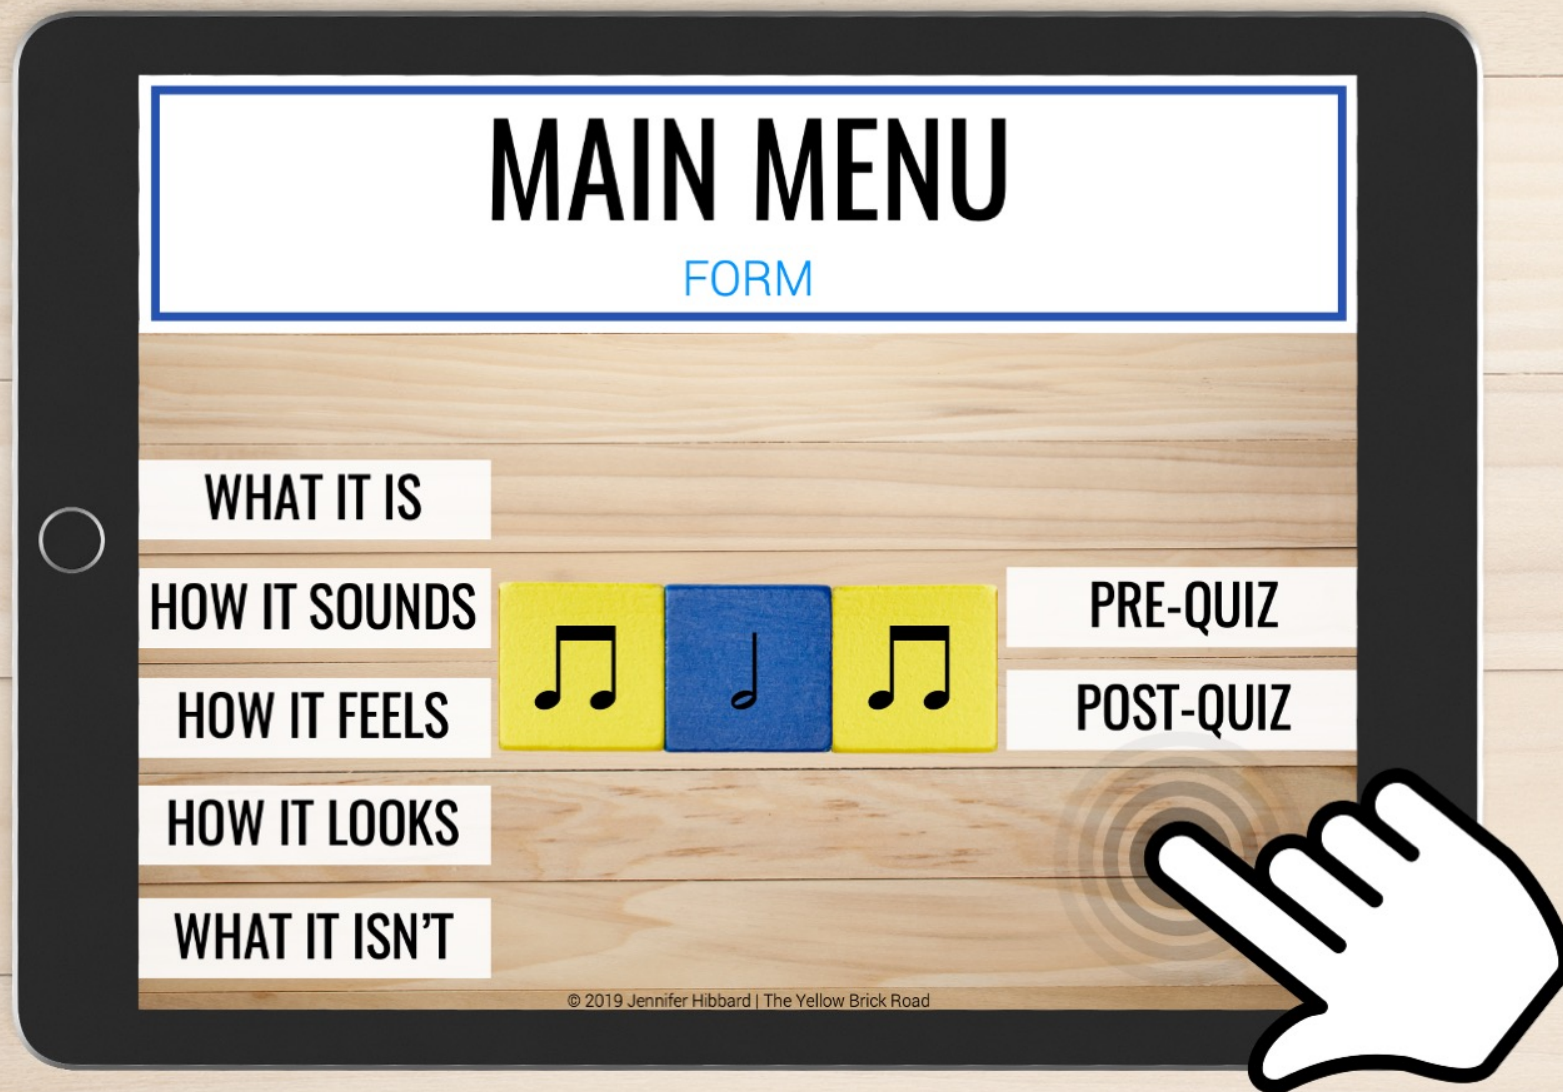 MAIN MENU
FORM
WHAT IT IS
HOW IT SOUNDS
HOW IT FEELS
HOW IT LOOKS
WHAT IT ISN'T
PRE-QUIZ
POST-QUIZ
© 2019 Jennifer Hibbard | The Yellow Brick Road